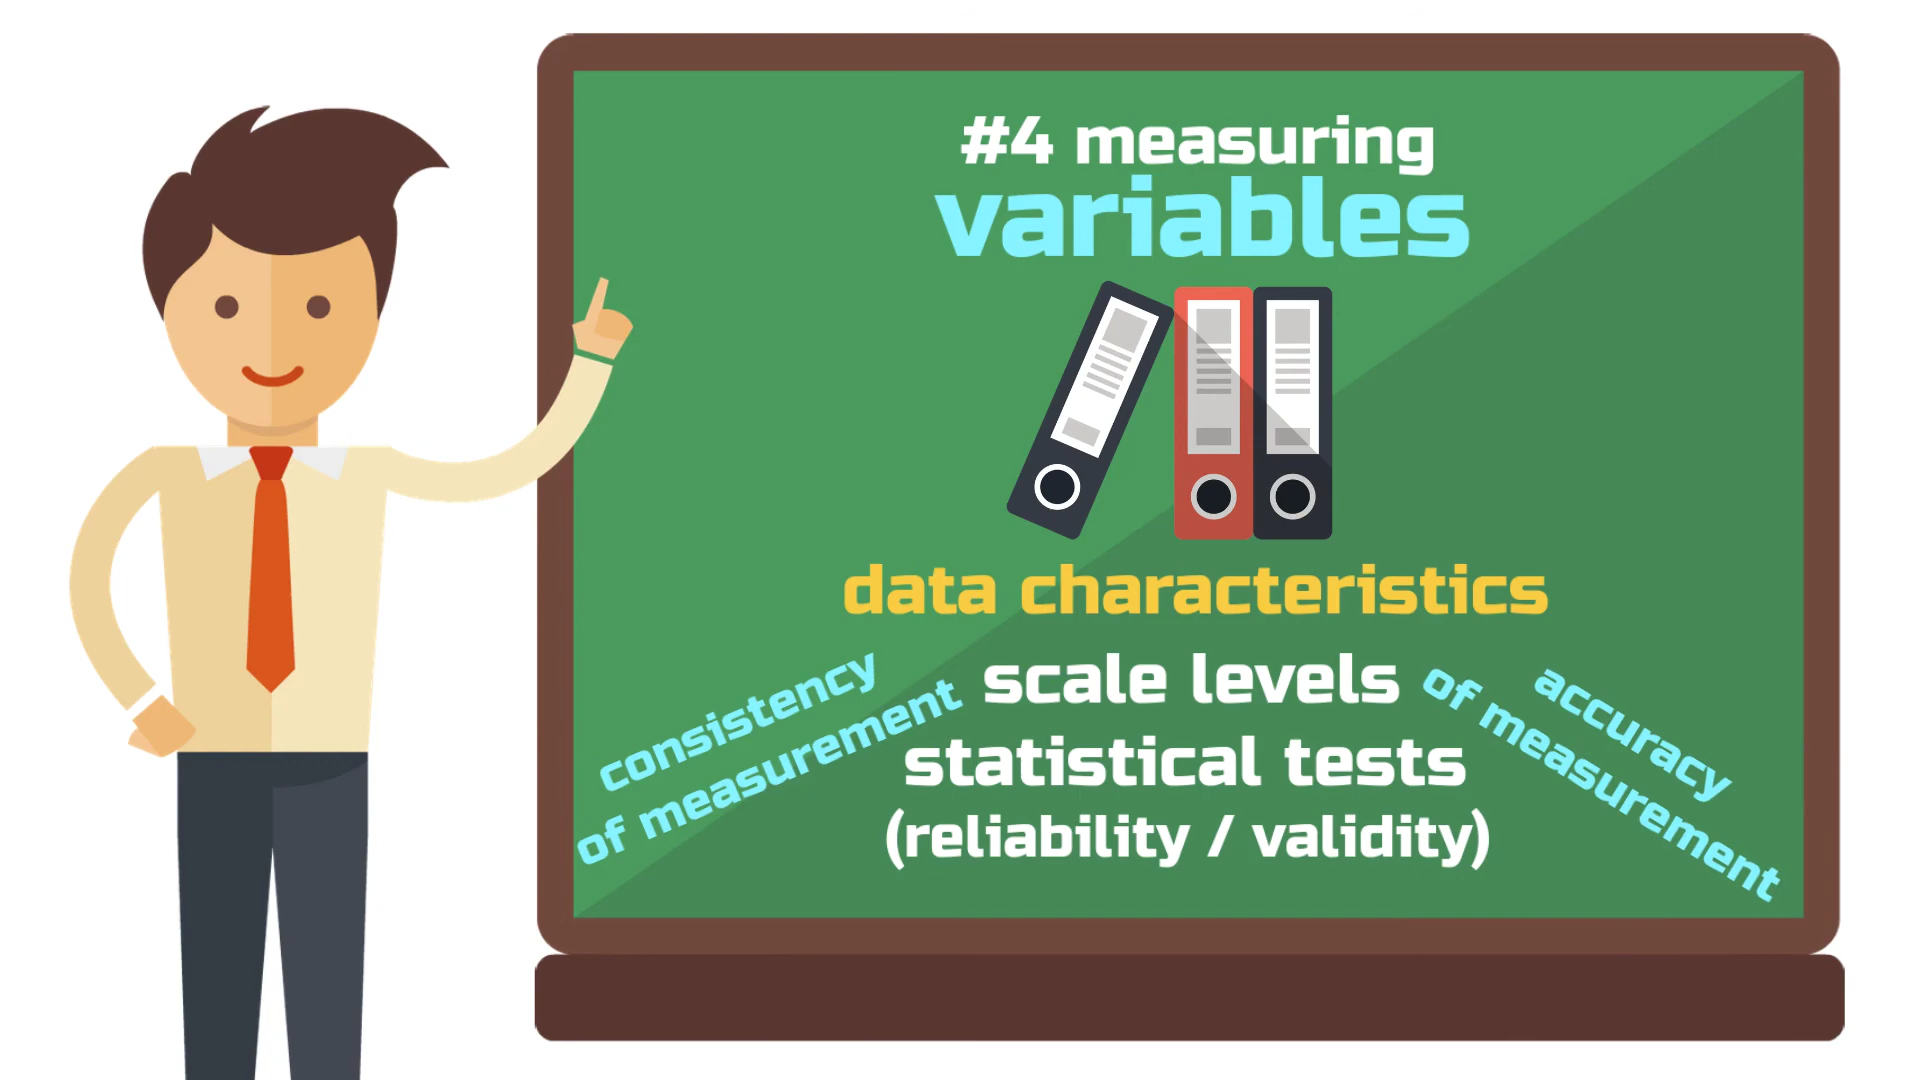 #4 measuring
variables
data characteristics
scale levels
statistical tests
(reliability / validity)
consistency
of measurement
accuracy
of measurement